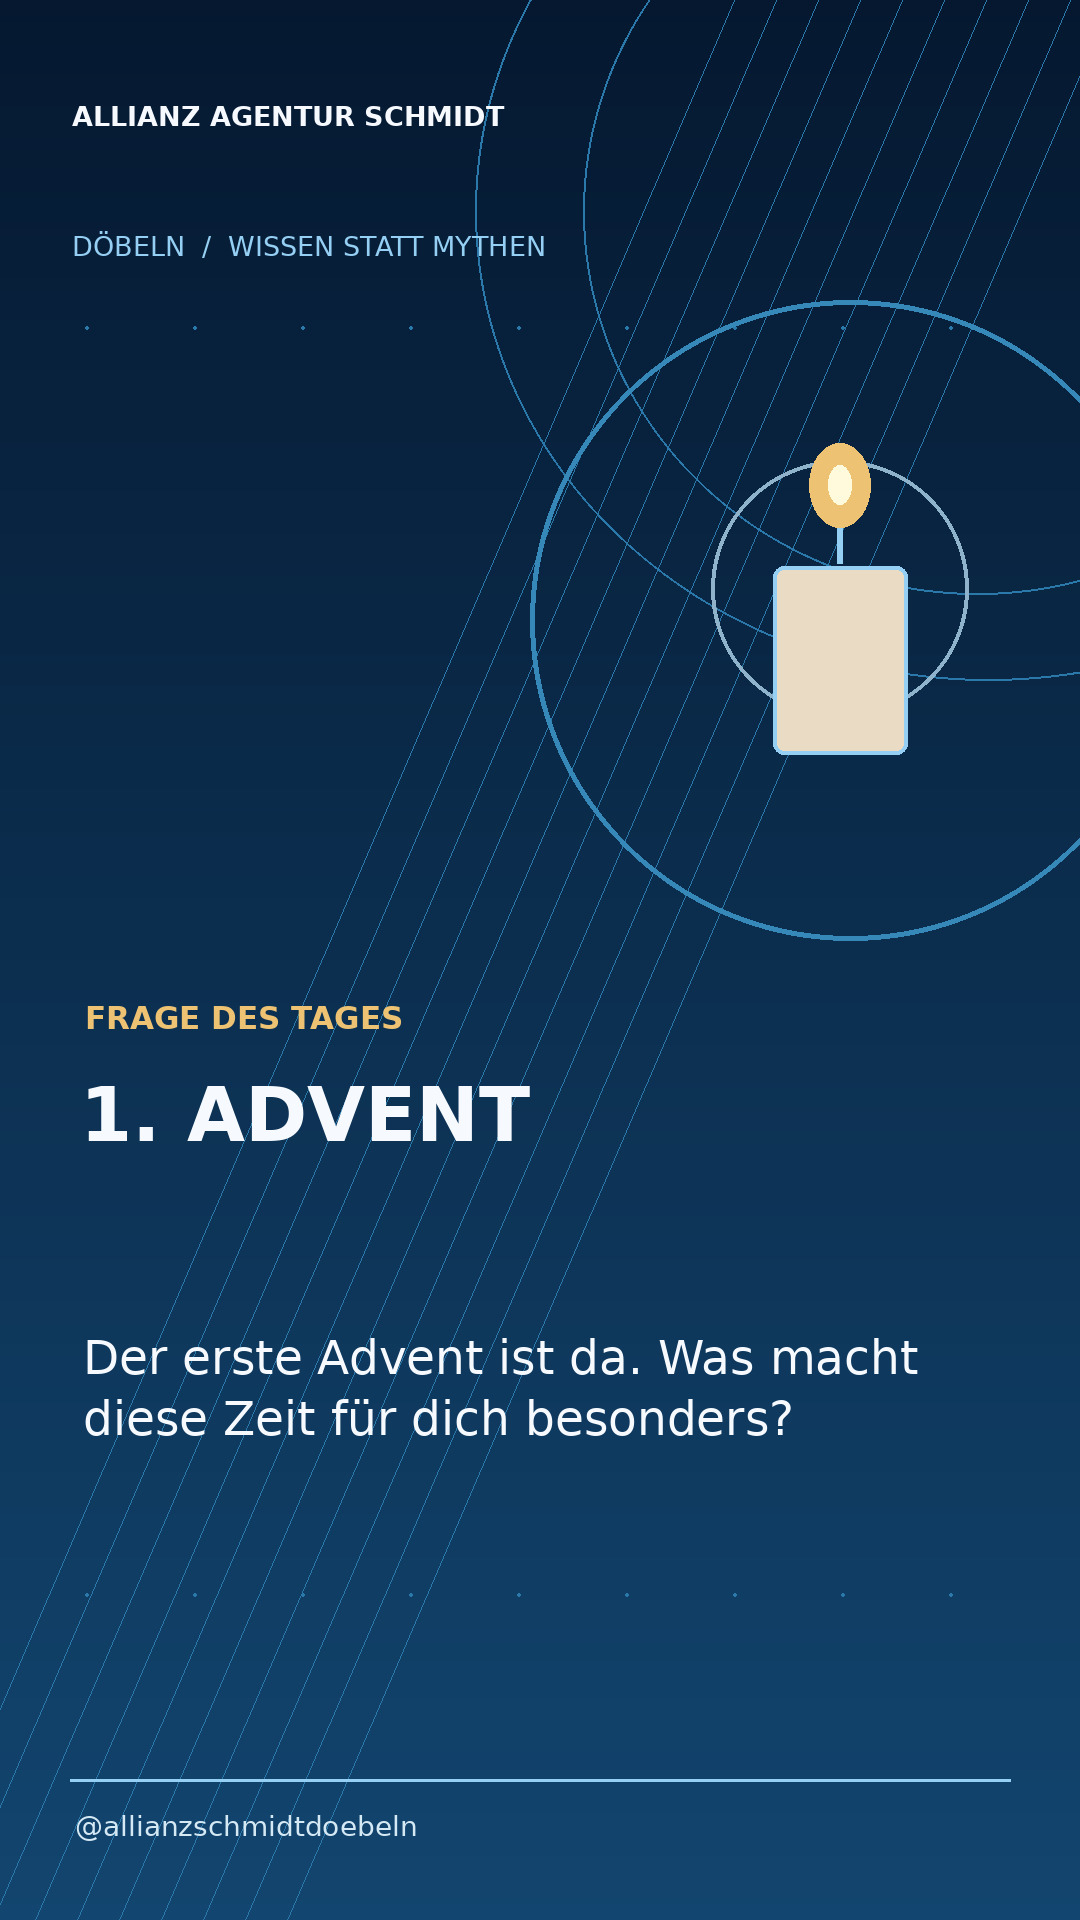 ALLIANZ AGENTUR SCHMIDT
DÖBELN / WISSEN STATT MYTHEN
FRAGE DES TAGES
1. ADVENT
Der erste Advent ist da. Was macht
diese Zeit für dich besonders?
@allianzschmidtdoebeln